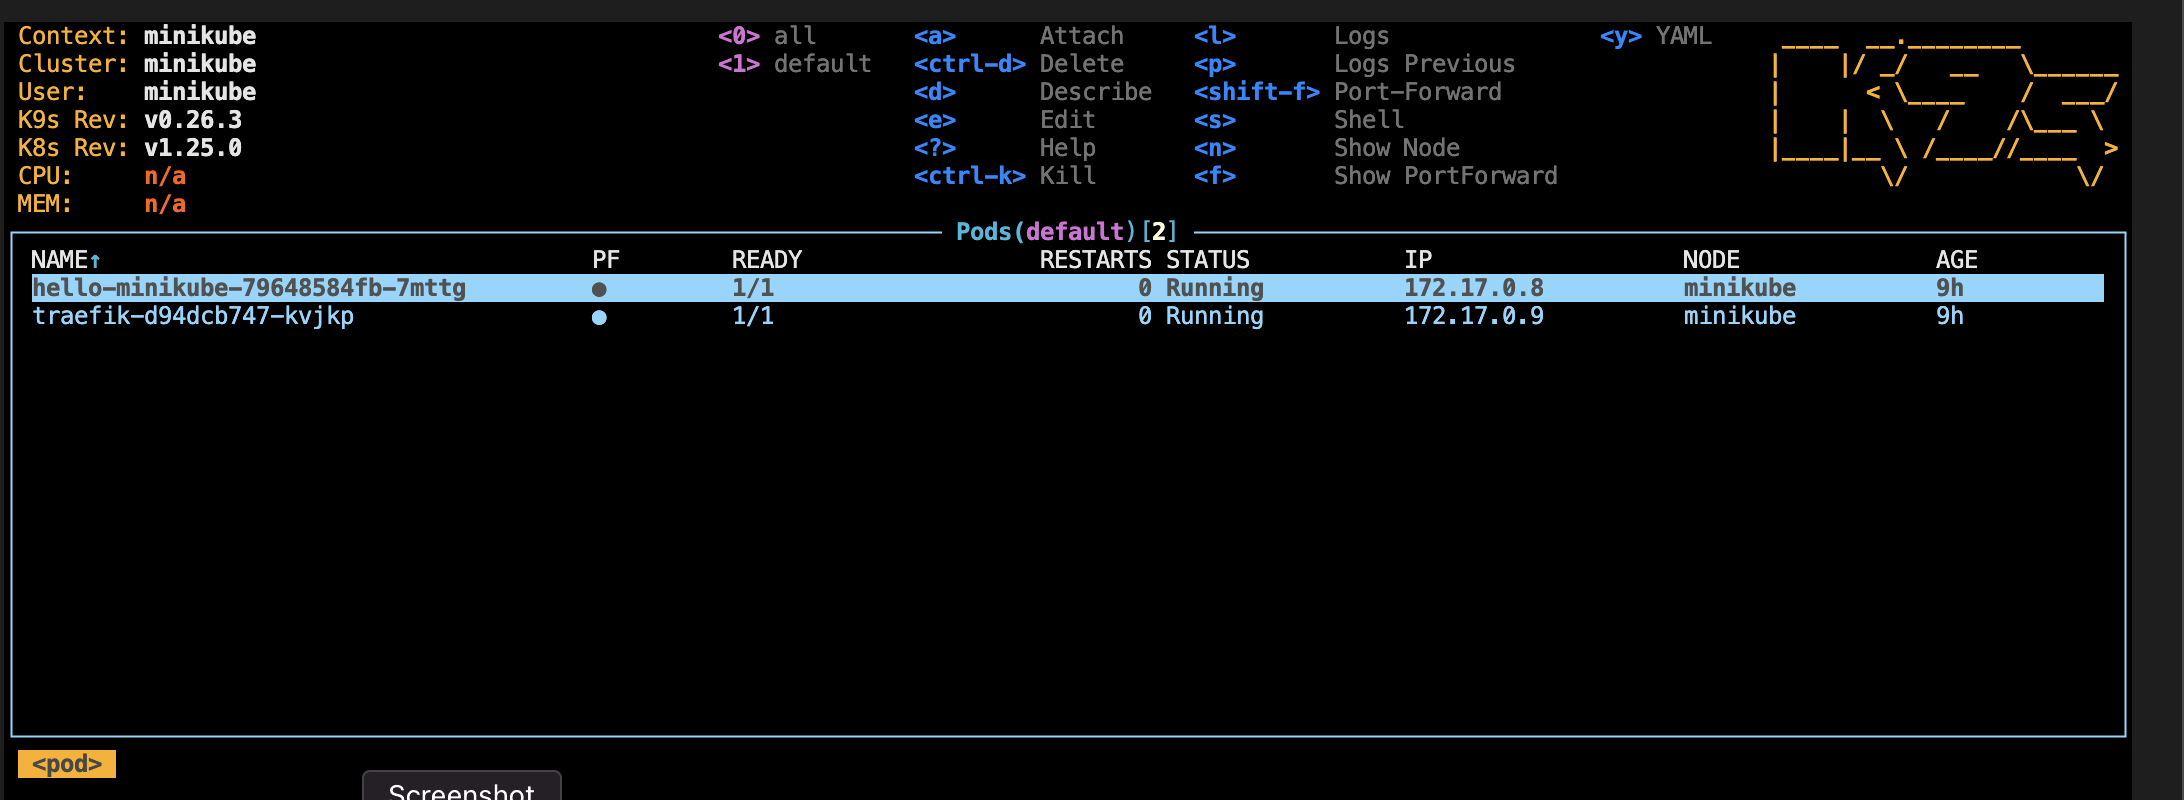 Context: minikube <0> all <a> Attach <l> Logs <y> YAML
Cluster: minikube <1> default <ctrl-d> Delete <p> Logs Previous
User: minikube <d> Describe <shift-f> Port-Forward
K9s Rev: v0.26.3 <e> Edit <s> Shell
K8s Rev: v1.25.0 <?> Help <n> Show Node
CPU: n/a <ctrl-k> Kill <f> Show PortForward
MEM: n/a
Pods(default)[2]
NAME↑ PF READY RESTARTS STATUS IP NODE AGE
hello-minikube-79648584fb-7mttg ● 1/1 0 Running 172.17.0.8 minikube 9h
traefik-d94dcb747-kvjkp ● 1/1 0 Running 172.17.0.9 minikube 9h
<pod>
Screenshot